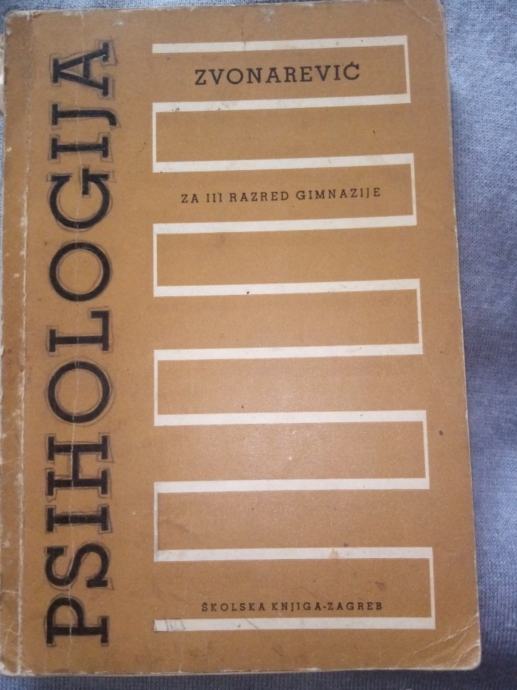 PSIHOLOGIJA
ZVONAREVIĆ
ZA III RAZRED GIMNAZIJE
ŠKOLSKA KNJIGA-ZAGREB